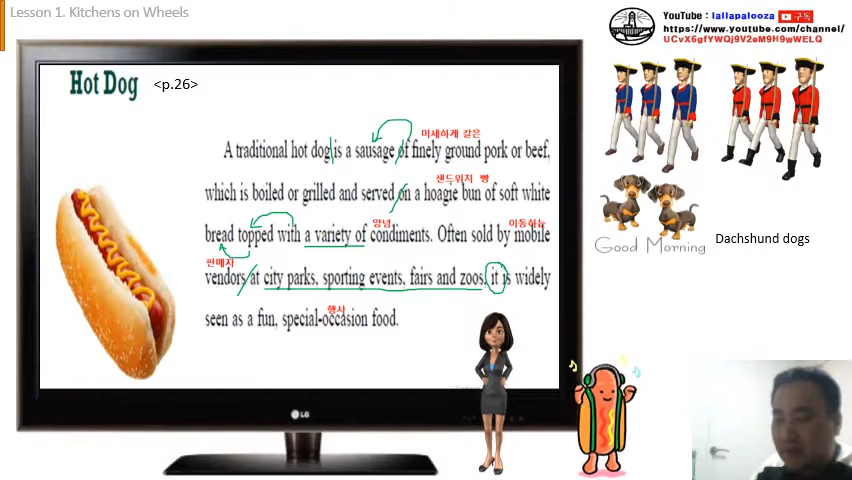 Lesson 1. Kitchens on Wheels
YouTube : lallapalooza 구독
https://www.youtube.com/channel/
UCvX6gfYWQj9V2eM9H9wWELQ
Hot Dog <p.26>
미세하게 갈은
A traditional hot dog is a sausage of finely ground pork or beef,
샌드위치 빵
which is boiled or grilled and served on a hoagie bun of soft white
양념 이동하는
bread topped with a variety of condiments. Often sold by mobile
판매자
vendors at city parks, sporting events, fairs and zoos, it is widely
행사
seen as a fun, special-occasion food.
Good Morning
Dachshund dogs
LG